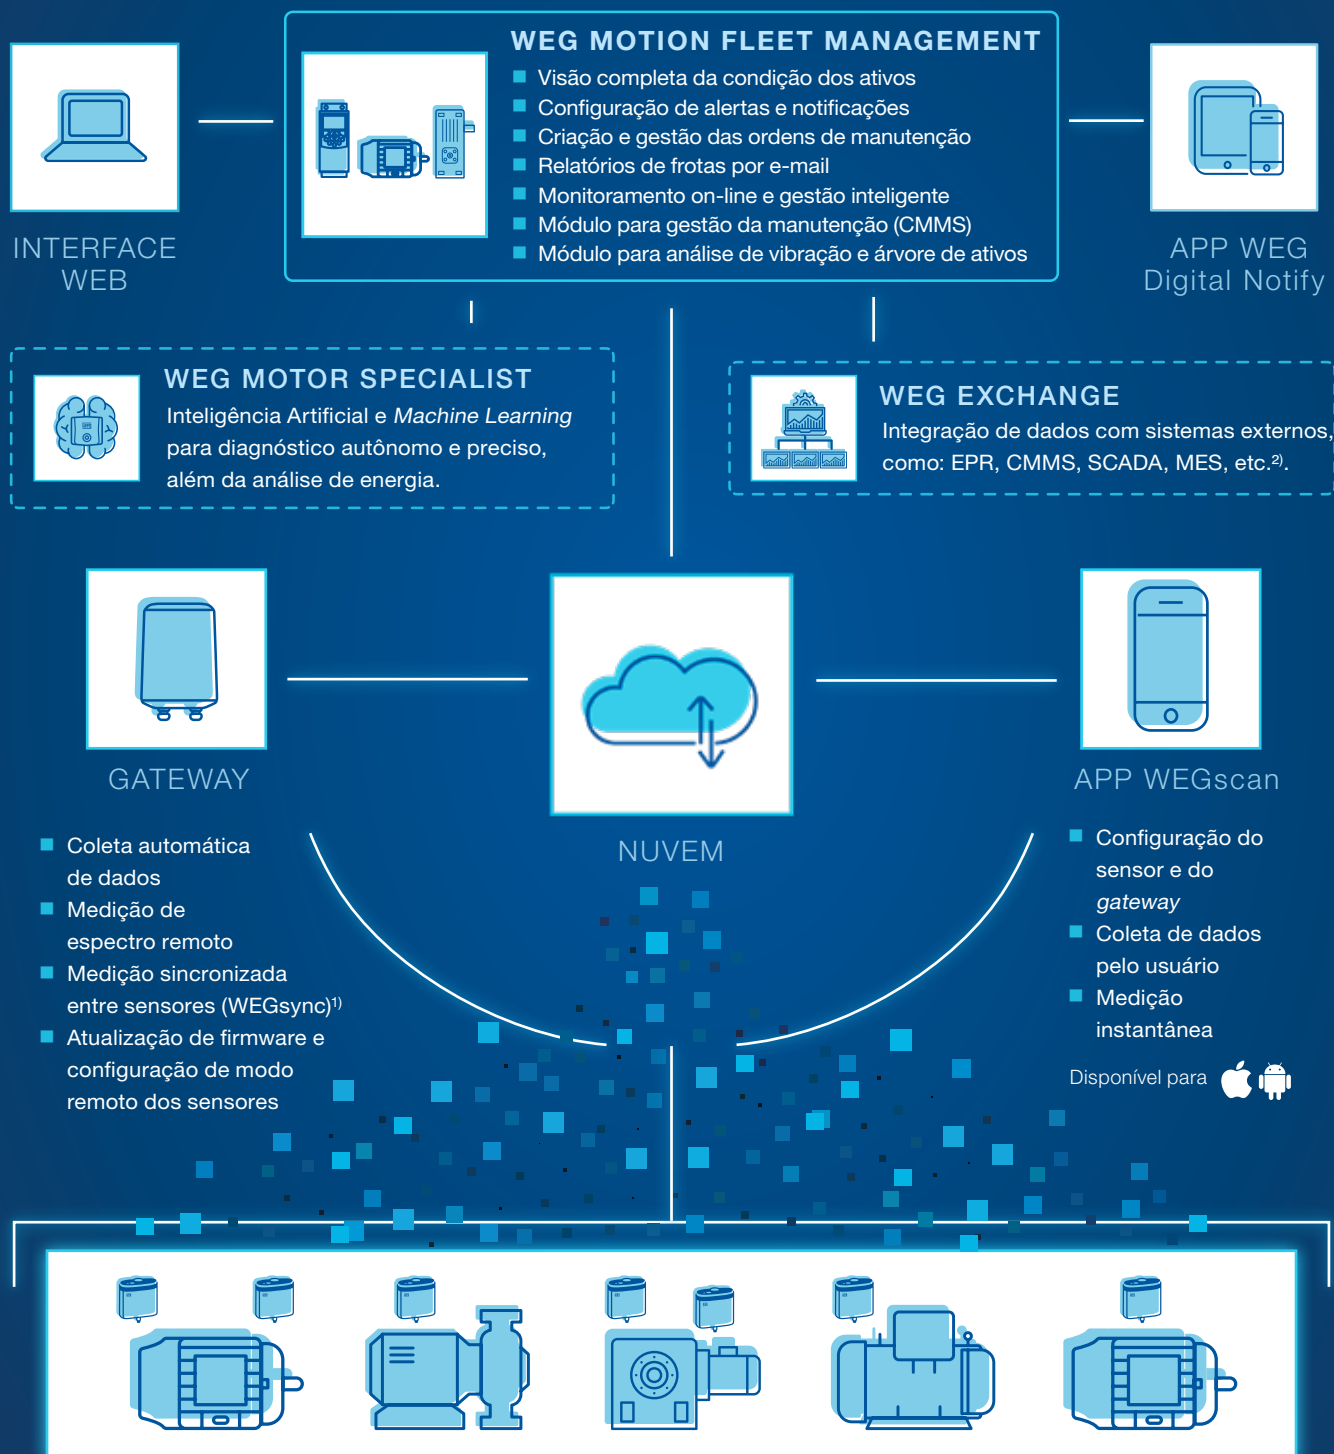 WEG MOTION FLEET MANAGEMENT
Visão completa da condição dos ativos
Configuração de alertas e notificações
Criação e gestão das ordens de manutenção
Relatórios de frotas por e-mail
Monitoramento on-line e gestão inteligente
Módulo para gestão da manutenção (CMMS)
Módulo para análise de vibração e árvore de ativos
INTERFACE
WEB
APP WEG
Digital Notify
WEG MOTOR SPECIALIST
Inteligência Artificial e Machine Learning
para diagnóstico autônomo e preciso,
além da análise de energia.
WEG EXCHANGE
Integração de dados com sistemas externos,
como: EPR, CMMS, SCADA, MES, etc.²⁾.
GATEWAY
Coleta automática
de dados
Medição de
espectro remoto
Medição sincronizada
entre sensores (WEGsync)¹⁾
Atualização de firmware e
configuração de modo
remoto dos sensores
NUVEM
APP WEGscan
Configuração do
sensor e do
gateway
Coleta de dados
pelo usuário
Medição
instantânea
Disponível para